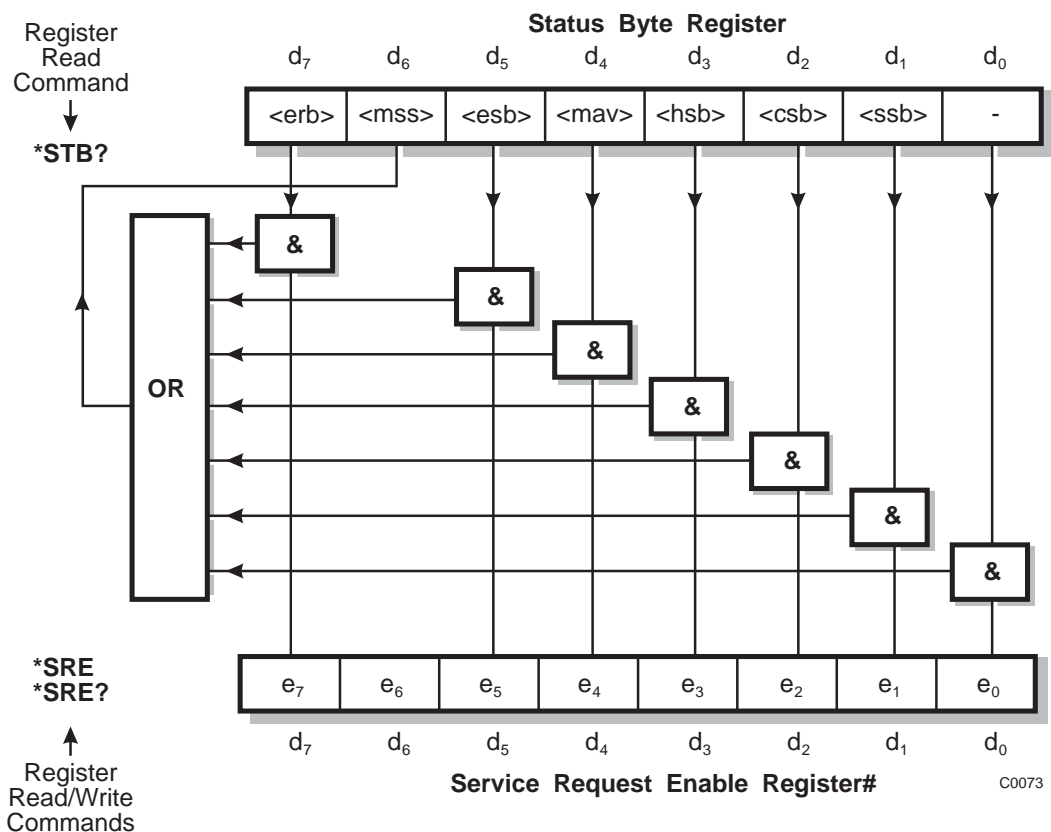 Status Byte Register
Register
Read
Command
d₇ d₆ d₅ d₄ d₃ d₂ d₁ d₀
<erb> <mss> <esb> <mav> <hsb> <csb> <ssb> -
*STB?
&
&
&
&
OR
&
&
&
*SRE
*SRE?
e₇ e₆ e₅ e₄ e₃ e₂ e₁ e₀
d₇ d₆ d₅ d₄ d₃ d₂ d₁ d₀
Register
Read/Write
Commands
Service Request Enable Register#
C0073